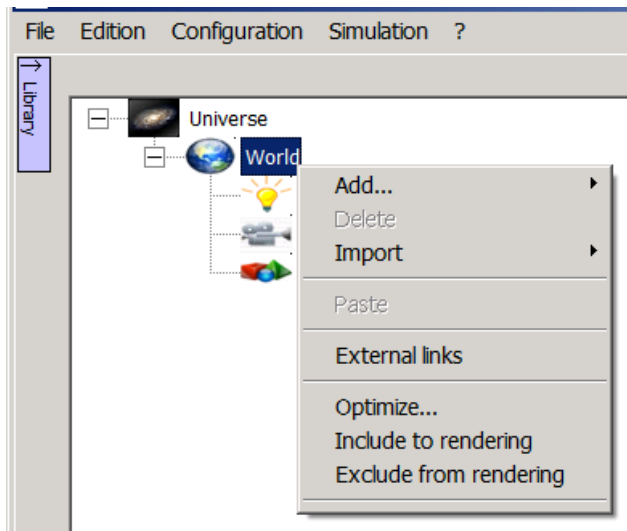 File Edition Configuration Simulation ?
↑ Library
Universe
World
Add...
Delete
Import
Paste
External links
Optimize...
Include to rendering
Exclude from rendering